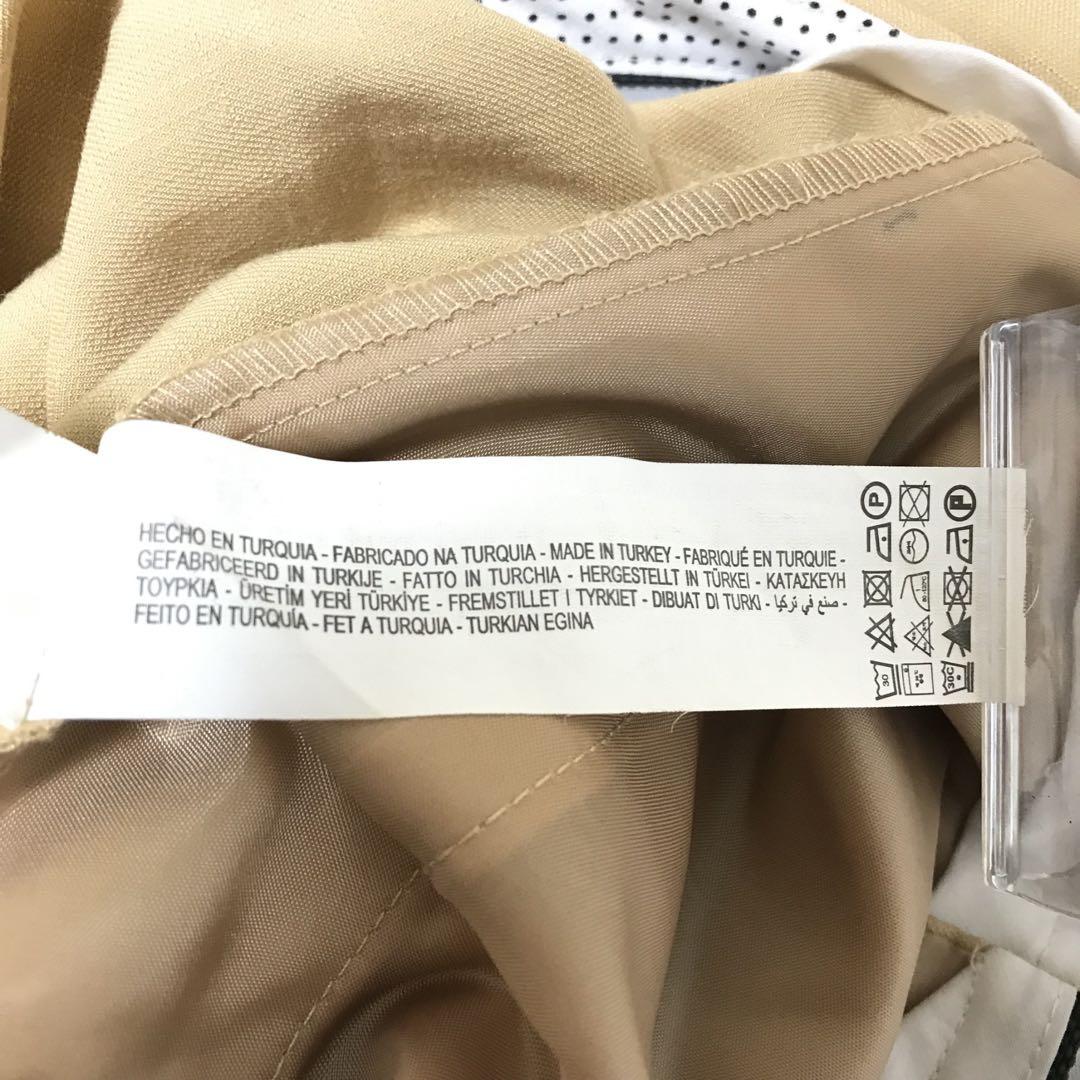 HECHO EN TURQUIA - FABRICADO NA TURQUIA - MADE IN TURKEY - FABRIQUÉ EN TURQUIE -
GEFABRICEERD IN TURKIJE - FATTO IN TURCHIA - HERGESTELLT IN TÜRKEI - ΚΑΤΑΣΚΕΥΗ
ΤΟΥΡΚΙΑ - ÜRETİM YERİ TÜRKİYE - FREMSTILLET I TYRKIET - DIBUAT DI TURKI - صنع في تركيا -
FEITO EN TURQUÍA - FET A TURQUIA - TURKIAN EGINA
P
30
30C